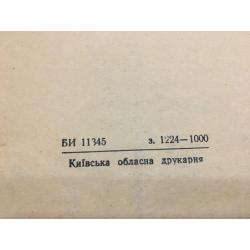 БИ 11345 з. 1224—1000
Київська обласна друкарня